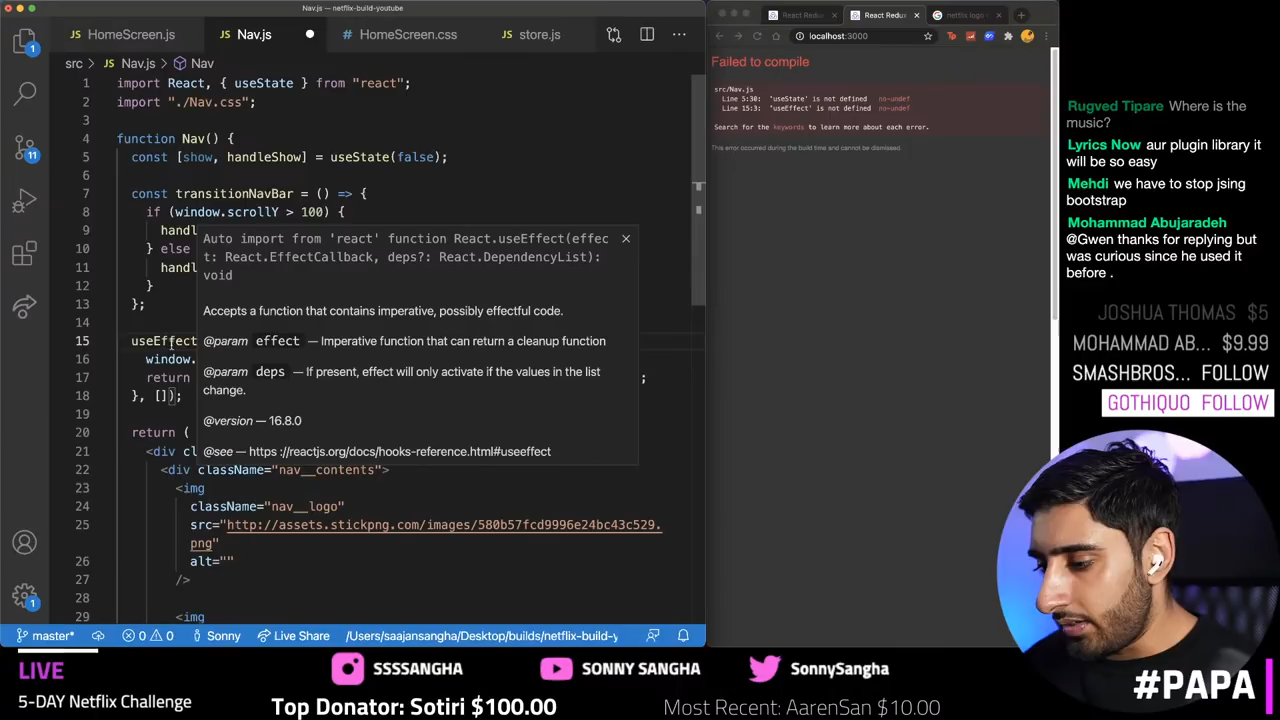 Nav.js — netflix-build-youtube
HomeScreen.js
Nav.js
HomeScreen.css
store.js
src > Nav.js > Nav
1 import React, { useState } from "react";
2 import "./Nav.css";
3
4 function Nav() {
5 const [show, handleShow] = useState(false);
6
7 const transitionNavBar = () => {
8 if (window.scrollY > 100) {
9 handl
10 } else
11 handl
12 }
13 };
14
15 useEffect
16 window.
17 return ;
18 }, []);
19
20 return (
21 <div cl
22 <div className="nav__contents">
23 <img
24 className="nav__logo"
25 src="http://assets.stickpng.com/images/580b57fcd9996e24bc43c529.
png"
26 alt=""
27 />
28
29 <img
Auto import from 'react' function React.useEffect(effec
t: React.EffectCallback, deps?: React.DependencyList):
void
Accepts a function that contains imperative, possibly effectful code.
@param effect — Imperative function that can return a cleanup function
@param deps — If present, effect will only activate if the values in the list
change.
@version — 16.8.0
@see — https ://reactjs.org/docs/hooks-reference.html#useeffect
1
11
1
master* 0 0 Sonny Live Share /Users/saajansangha/Desktop/builds/netflix-build-y
React Redux
React Redux
netflix logo
localhost:3000
Failed to compile
src/Nav.js
Line 5:30: 'useState' is not defined no-undef
Line 15:3: 'useEffect' is not defined no-undef
Search for the keywords to learn more about each error.
This error occurred during the build time and cannot be dismissed.
Rugved Tipare Where is the
music?
Lyrics Now aur plugin library it
will be so easy
Mehdi we have to stop jsing
bootstrap
Mohammad Abujaradeh
@Gwen thanks for replying but
was curious since he used it
before .
JOSHUA THOMAS $5
MOHAMMAD AB... $9.99
SMASHBROS... FOLLOW
GOTHIQUO FOLLOW
#PAPA
LIVE
5-DAY Netflix Challenge
SSSSANGHA
SONNY SANGHA
SonnySangha
Top Donator: Sotiri $100.00
Most Recent: AarenSan $10.00